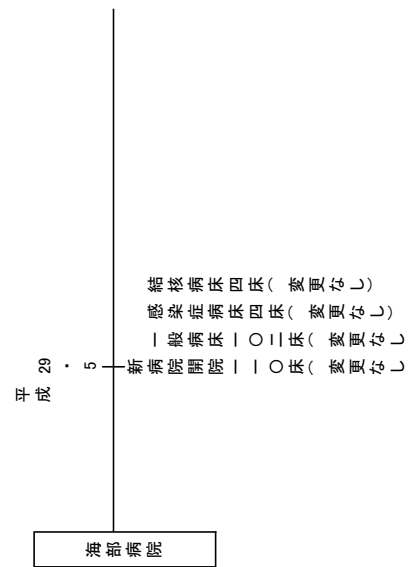 海部病院
平成
29・5
新病院開院一一〇床(変更なし
一般病床一〇二床(変更なし
感染症病床四床(変更なし)
結核病床四床(変更なし)